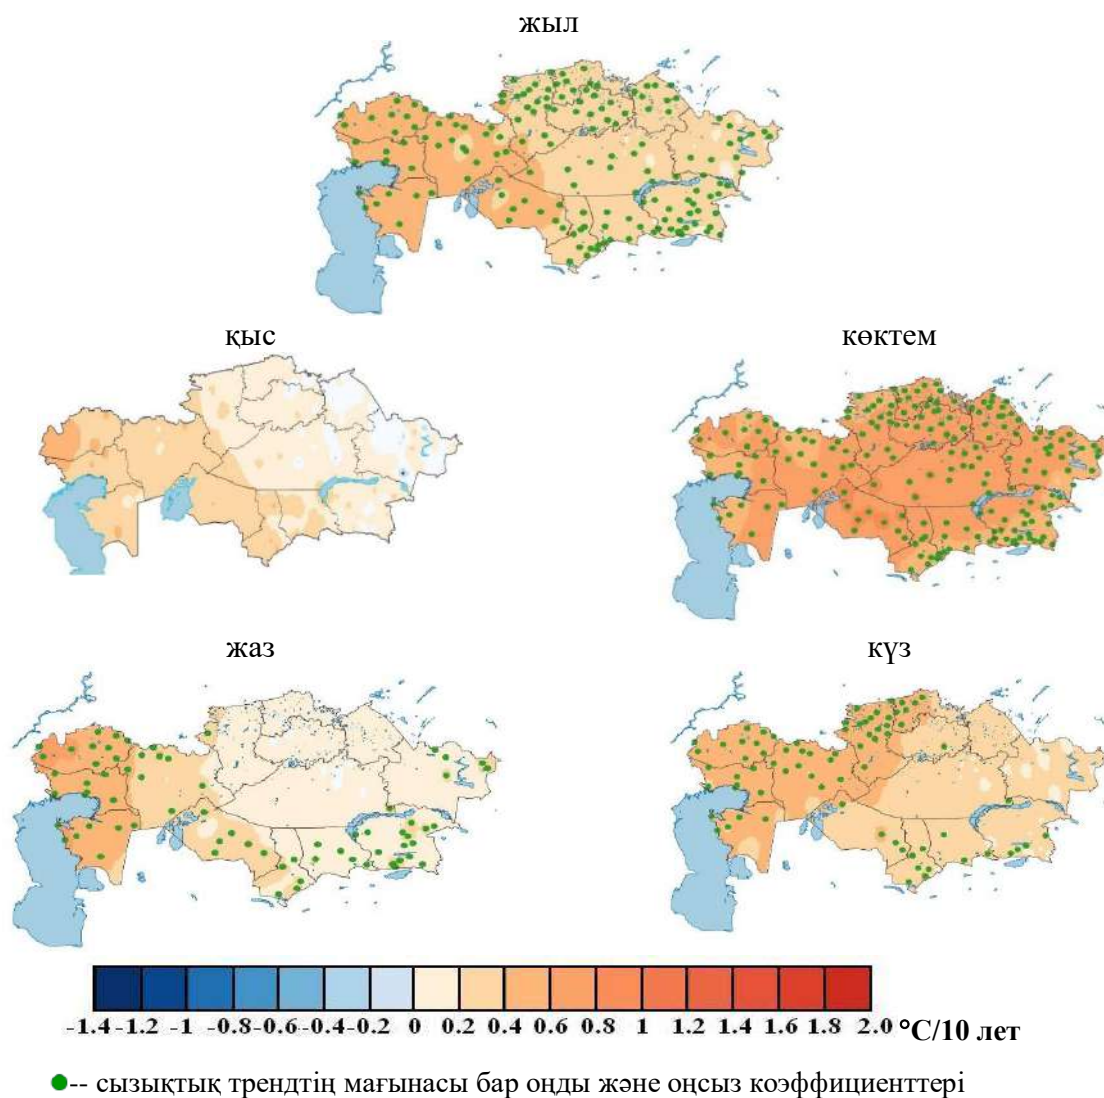 жыл
қыс
көктем
жаз
күз
-1.4 -1.2 -1 -0.8 -0.6 -0.4 -0.2 0 0.2 0.4 0.6 0.8 1 1.2 1.4 1.6 1.8 2.0 °C/10 лет
-- сызықтық трендтің мағынасы бар оңды және оңсыз коэффициенттері